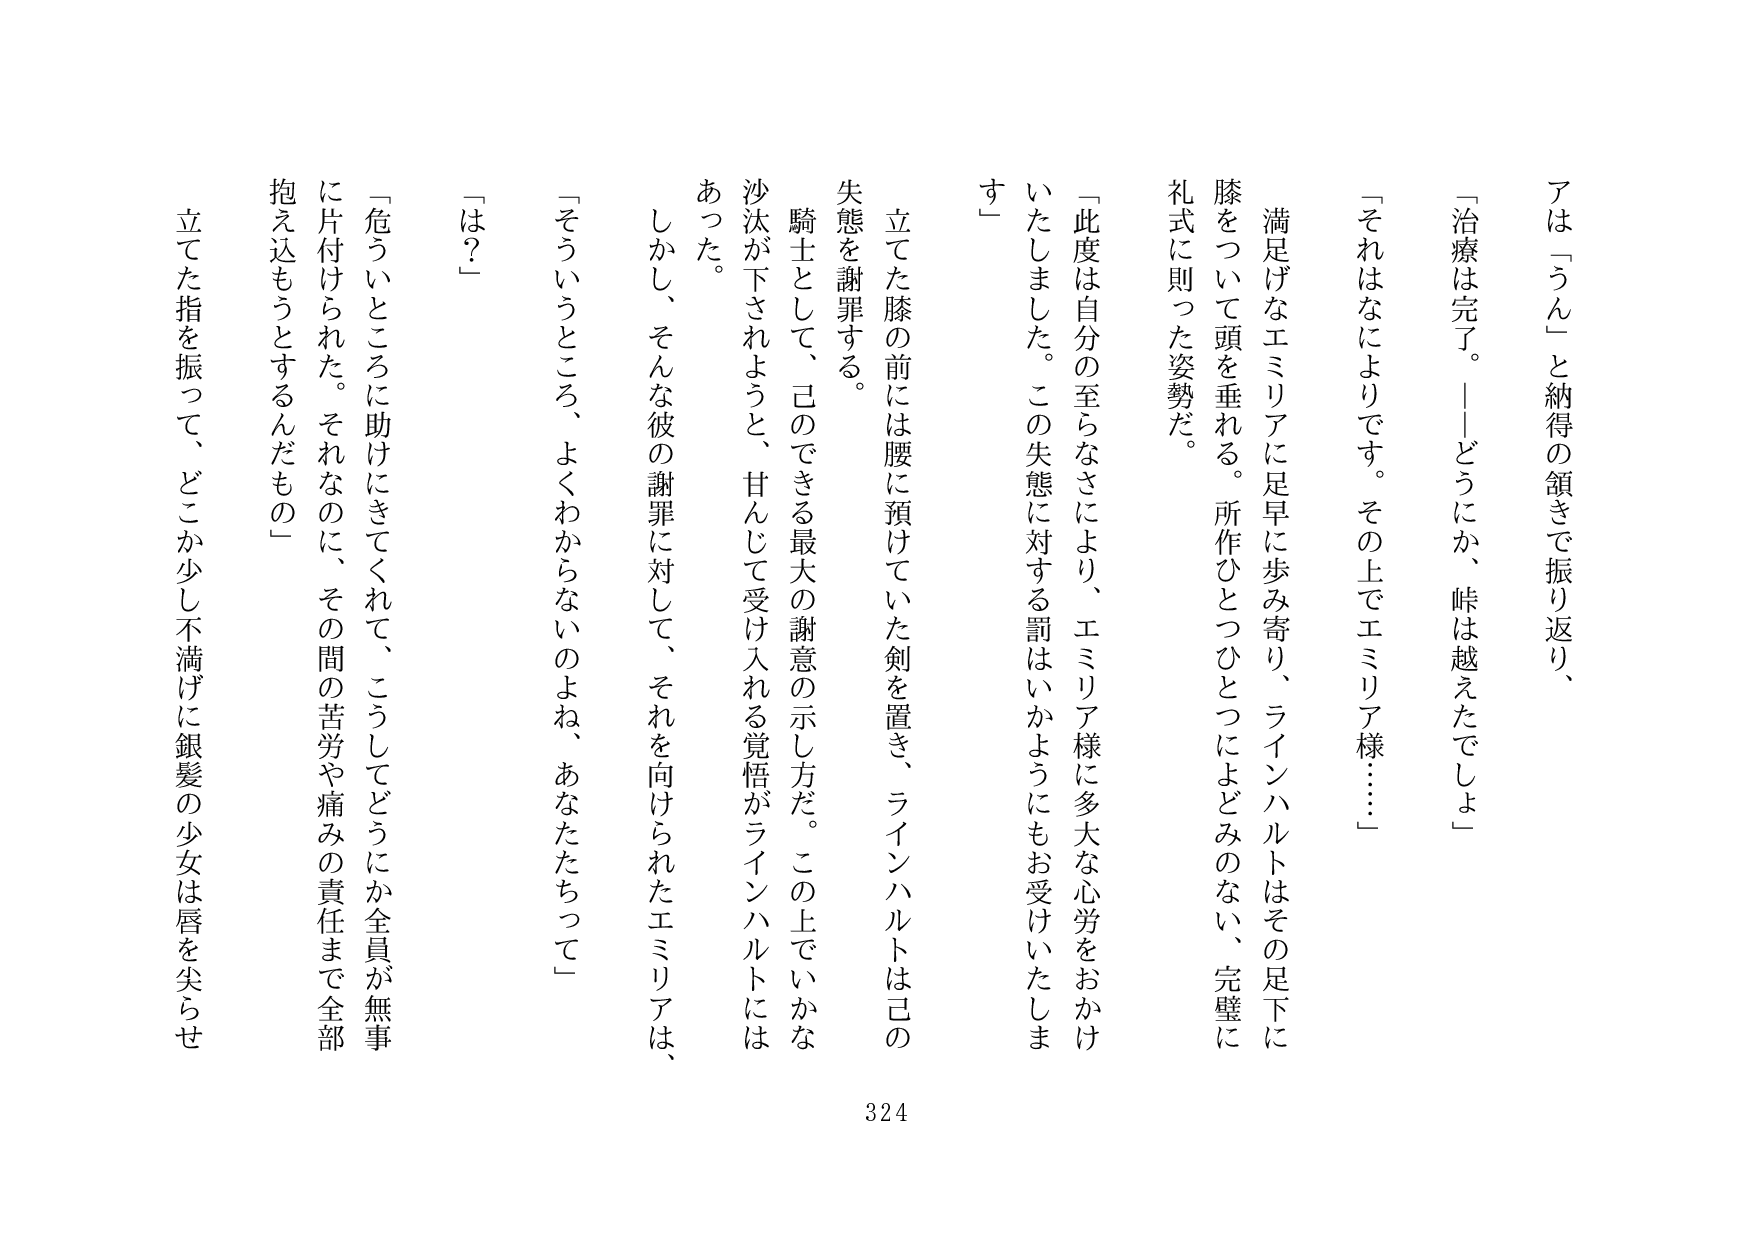 アは「うん」と納得の頷きで振り返り、
「治療は完了。――どうにか、峠は越えたでしょ」
「それはなによりです。その上でエミリア様……」
満足げなエミリアに足早に歩み寄り、ラインハルトはその足下に
膝をついて頭を垂れる。所作ひとつひとつによどみのない、完璧に
礼式に則った姿勢だ。
「此度は自分の至らなさにより、エミリア様に多大な心労をおかけ
いたしました。この失態に対する罰はいかようにもお受けいたしま
す」
立てた膝の前には腰に預けていた剣を置き、ラインハルトは己の
失態を謝罪する。
騎士として、己のできる最大の謝意の示し方だ。この上でいかな
沙汰が下されようと、甘んじて受け入れる覚悟がラインハルトには
あった。
しかし、そんな彼の謝罪に対して、それを向けられたエミリアは、
「そういうところ、よくわからないのよね、あなたたちって」
「は？」
「危ういところに助けにきてくれて、こうしてどうにか全員が無事
に片付けられた。それなのに、その間の苦労や痛みの責任まで全部
抱え込もうとするんだもの」
立てた指を振って、どこか少し不満げに銀髪の少女は唇を尖らせ
324